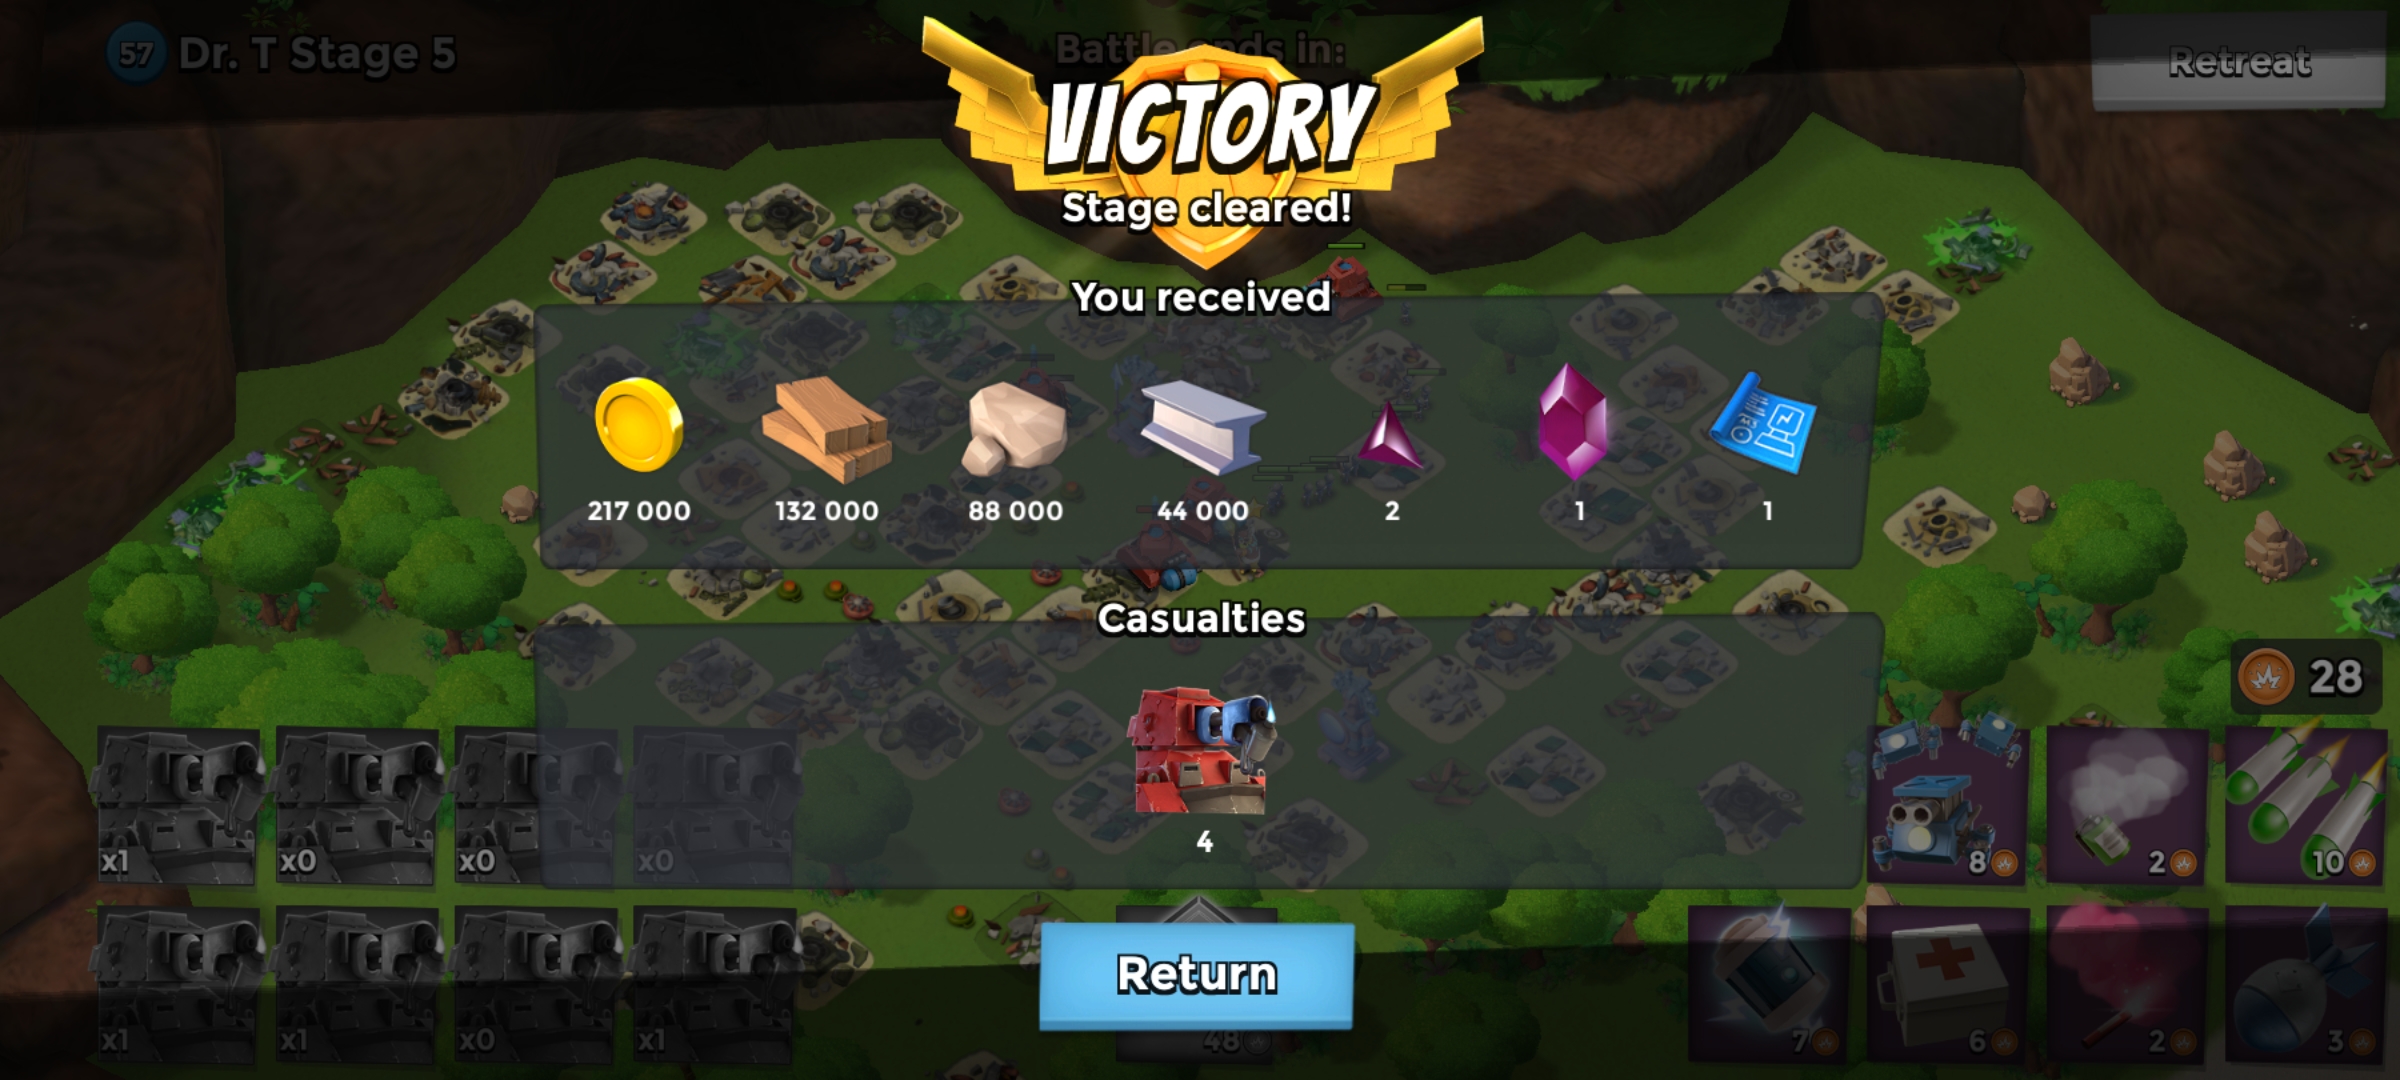 57 Dr. T Stage 5
Battle ends in:
Retreat
VICTORY
Stage cleared!
You received
217 000
132 000
88 000
44 000
2
1
1
Casualties
4
28
x1
x0
x0
x0
8
2
10
x1
x1
x0
x1
Return
48
7
6
2
3